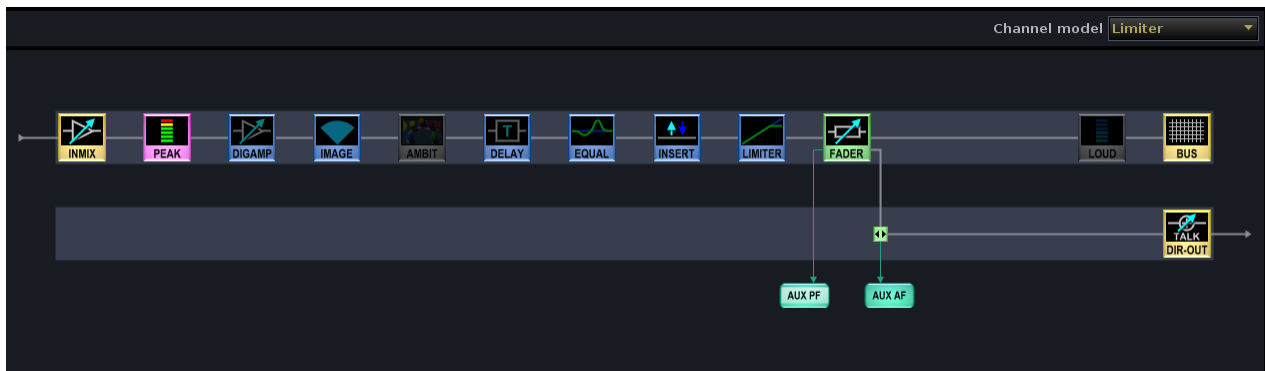 Channel model Limiter
INMIX PEAK DIGAMP IMAGE AMBIT T DELAY EQUAL INSERT LIMITER FADER LOUD BUS
TALK
DIR-OUT
AUX PF AUX AF